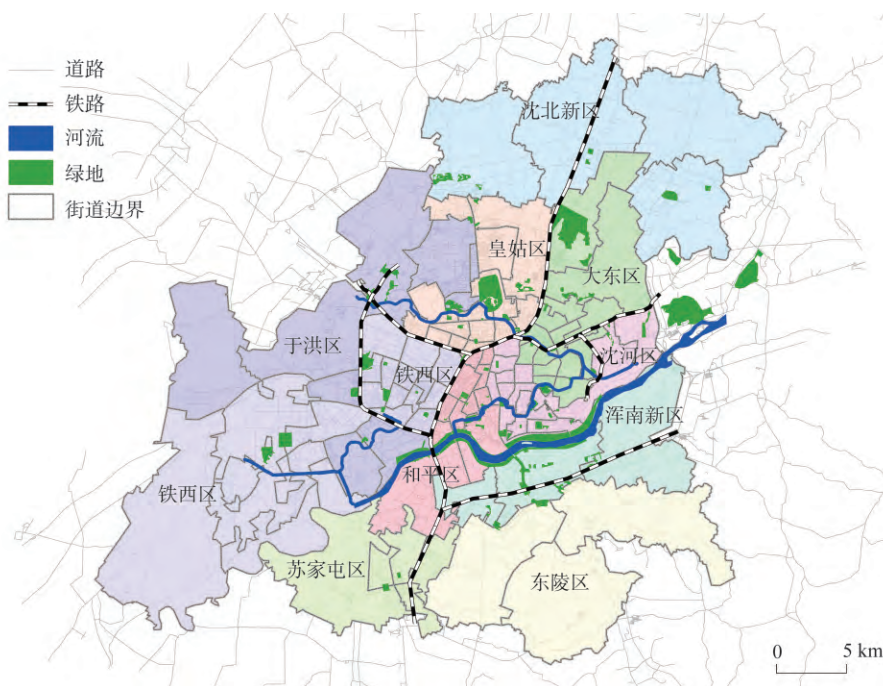 道路
铁路
河流
绿地
街道边界
沈北新区
皇姑区
大东区
于洪区
铁西区
沈河区
浑南新区
和平区
铁西区
苏家屯区
东陵区
0 5 km